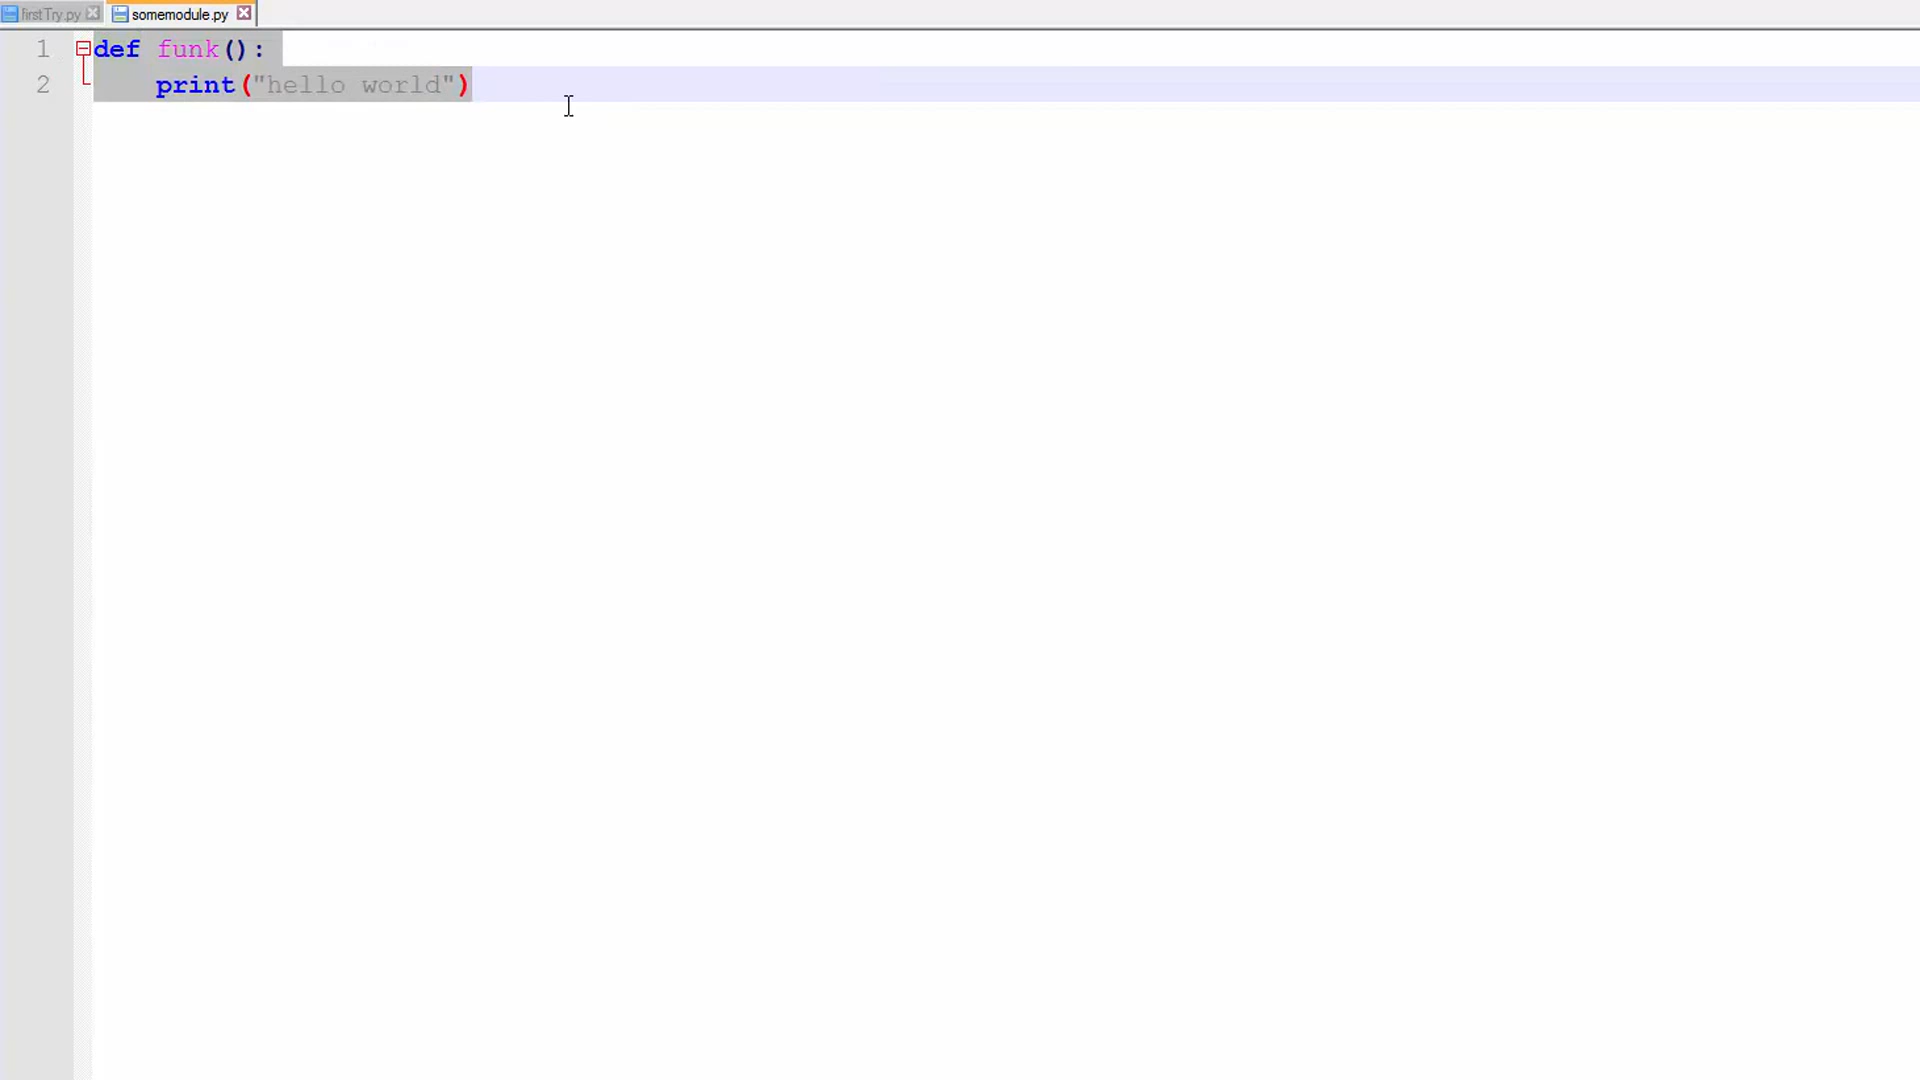 firstTry.py somemodule.py
1 def funk():
2 print("hello world")